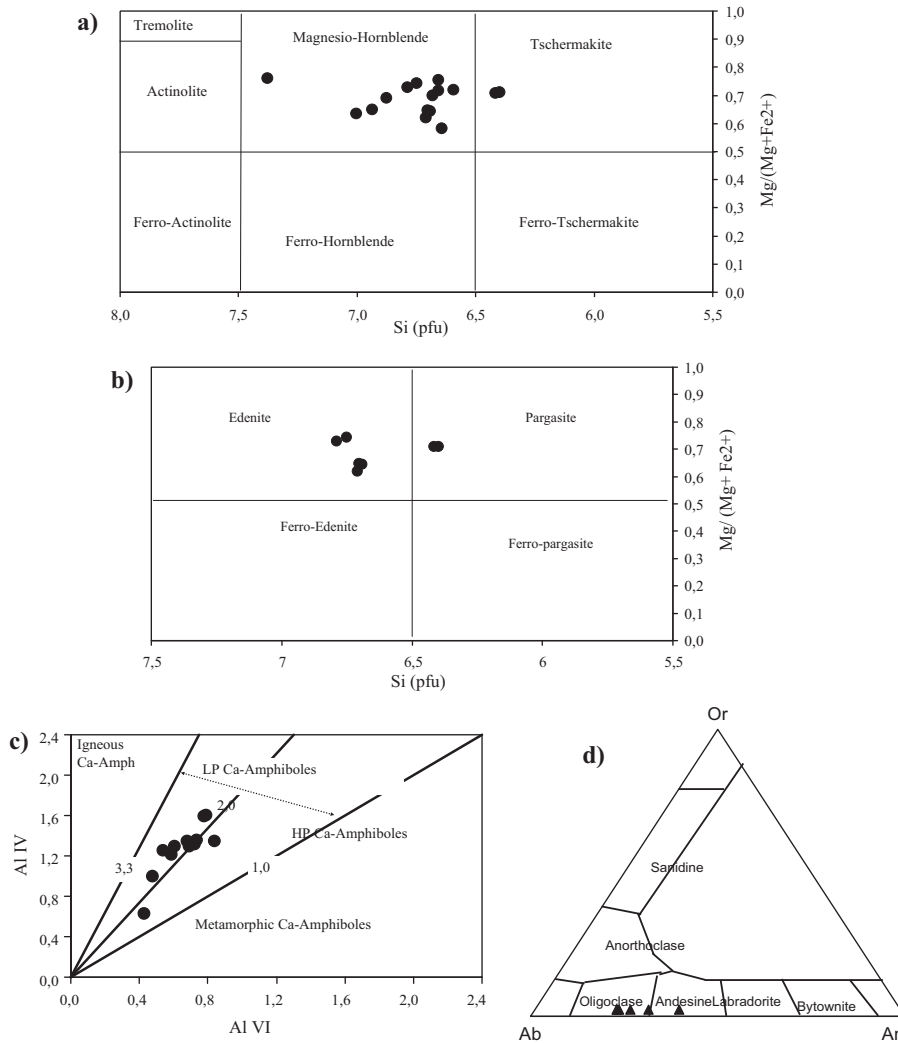 a)
Tremolite
Magnesio-Hornblende
Tschermakite
Actinolite
Ferro-Actinolite
Ferro-Hornblende
Ferro-Tschermakite
1,0
0,9
0,8
0,7
0,6
0,5
0,4
0,3
0,2
0,1
0,0
Mg/(Mg+Fe2+)
8,0 7,5 7,0 6,5 6,0 5,5
Si (pfu)
b)
Edenite
Pargasite
Ferro-Edenite
Ferro-pargasite
1,0
0,9
0,8
0,7
0,6
0,5
0,4
0,3
0,2
0,1
0,0
Mg/ (Mg+ Fe2+)
7,5 7 6,5 6 5,5
Si (pfu)
c)
2,4
2,0
1,6
1,2
0,8
0,4
0,0
Al IV
Igneous
Ca-Amph
LP Ca-Amphiboles
2,0
HP Ca-Amphiboles
3,3
1,0
Metamorphic Ca-Amphiboles
0,0 0,4 0,8 1,2 1,6 2,0 2,4
Al VI
d)
Or
Sanidine
Anorthoclase
Oligoclase
Andesine
Labradorite
Bytownite
Ab
An